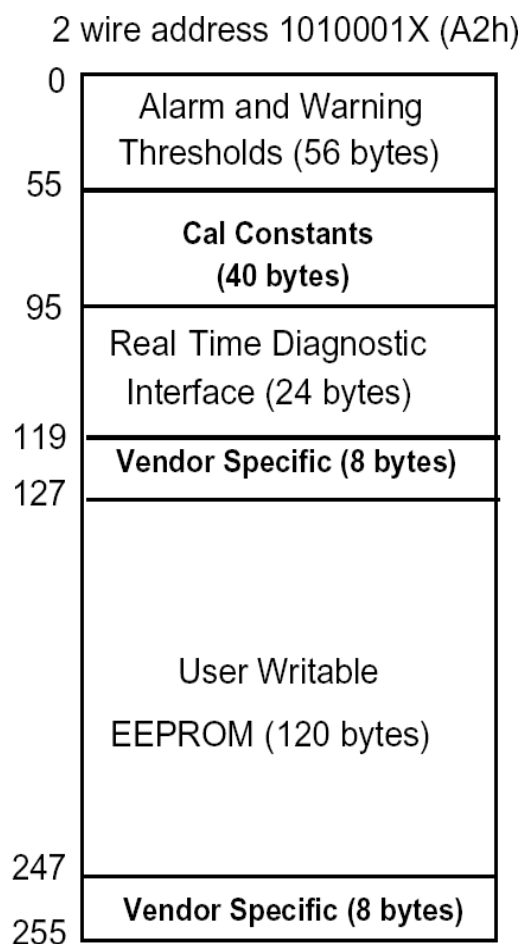 2 wire address 1010001X (A2h)
0
Alarm and Warning
Thresholds (56 bytes)
55
Cal Constants
(40 bytes)
95
Real Time Diagnostic
Interface (24 bytes)
119
Vendor Specific (8 bytes)
127
User Writable
EEPROM (120 bytes)
247
Vendor Specific (8 bytes)
255